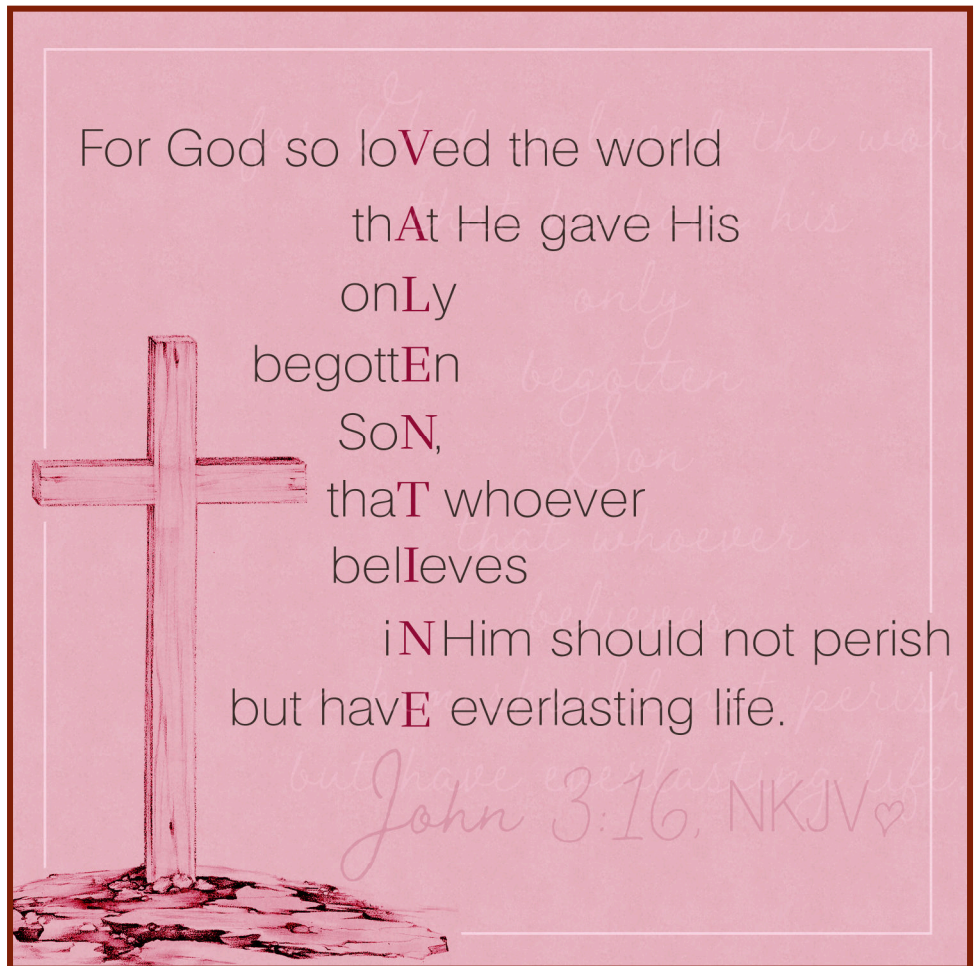 For God so loVed the world
thAt He gave His
onLy
begottEn
SoN,
thaT whoever
belIeves
iN Him should not perish
but havE everlasting life.
John 3:16, NKJV♡